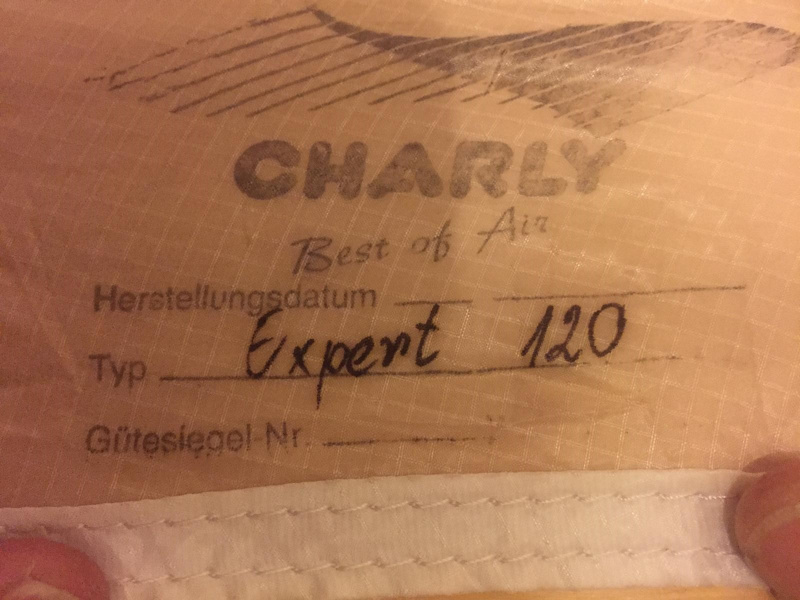 CHARLY
Best of Air
Herstellungsdatum
Typ Expert 120
Gütesiegel-Nr.